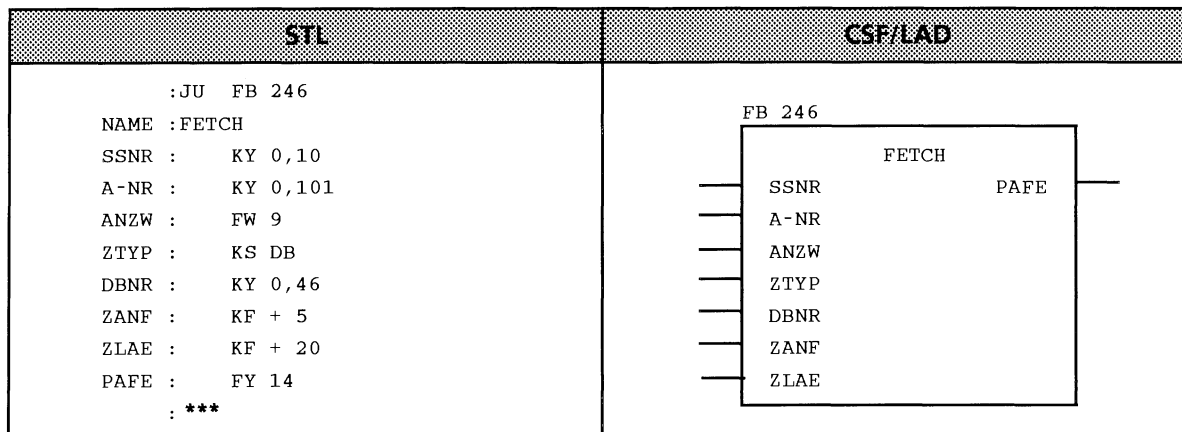 STL
CSF/LAD
:JU FB 246
NAME :FETCH
SSNR : KY 0,10
A-NR : KY 0,101
ANZW : FW 9
ZTYP : KS DB
DBNR : KY 0,46
ZANF : KF + 5
ZLAE : KF + 20
PAFE : FY 14
: ***
FB 246
FETCH
SSNR PAFE
A-NR
ANZW
ZTYP
DBNR
ZANF
ZLAE